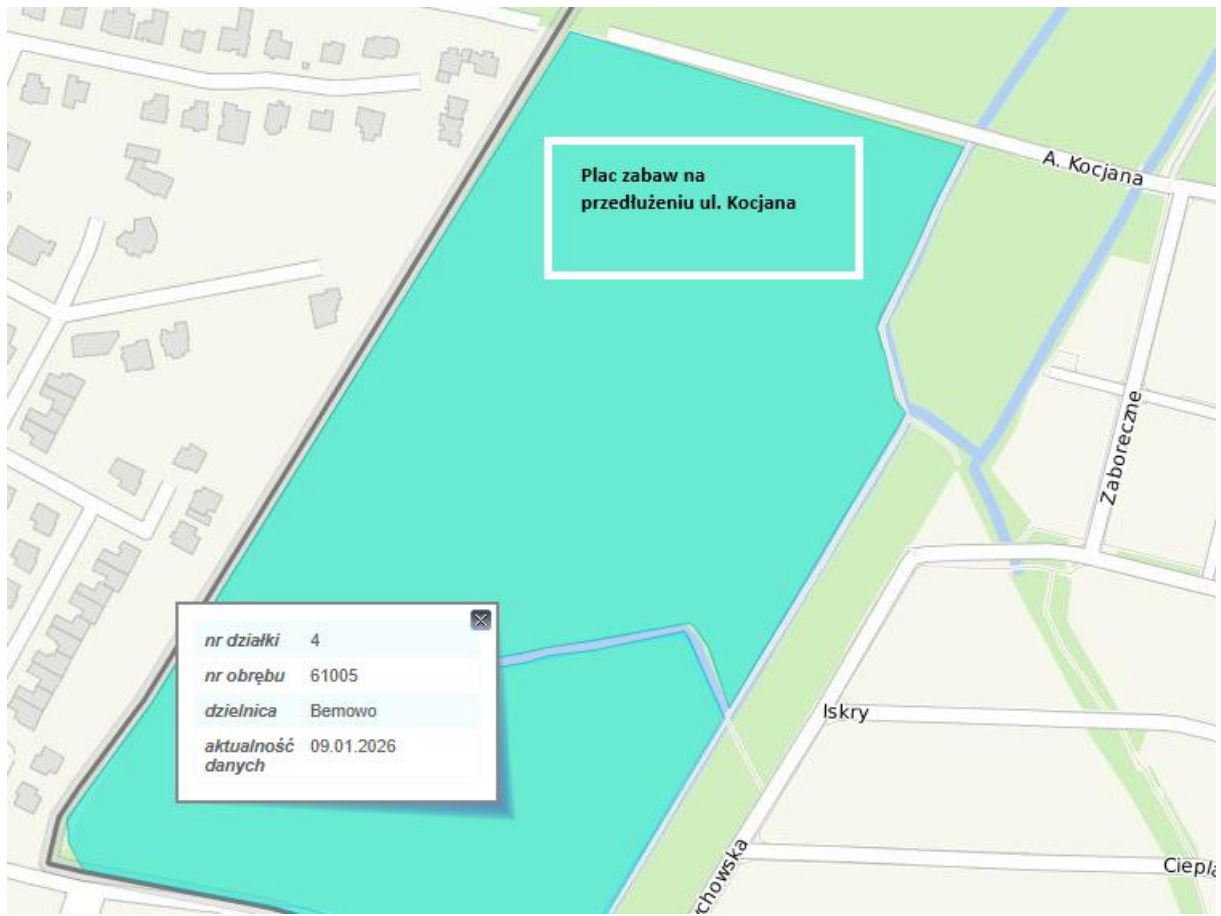 Plac zabaw na
przedłużeniu ul. Kocjana
A. Kocjana
Zaboreczne
nr działki 4
nr obrębu 61005
dzielnica Bemowo
aktualność 09.01.2026
danych
Iskry
ychowska
Ciepla